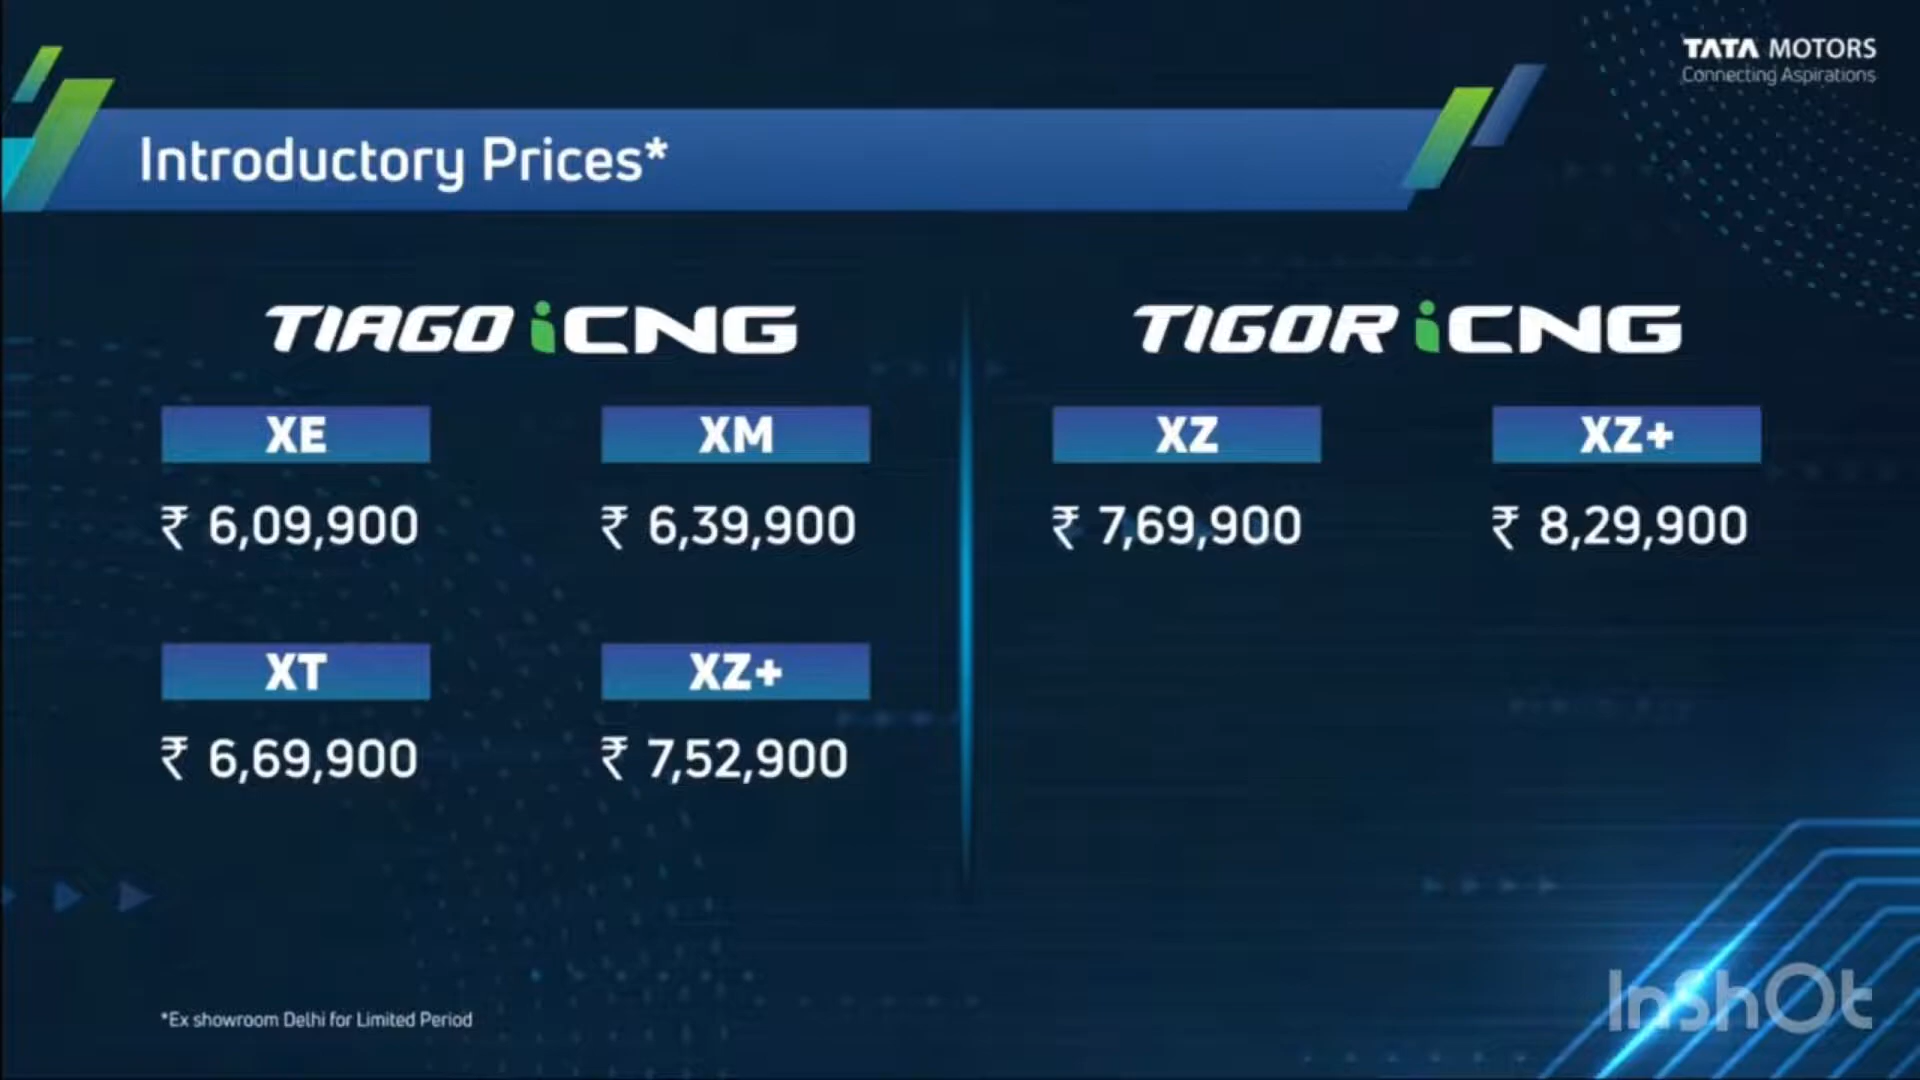 TATA MOTORS
Connecting Aspirations
Introductory Prices*
TIAGO iCNG
XE
₹ 6,09,900
XM
₹ 6,39,900
XT
₹ 6,69,900
XZ+
₹ 7,52,900
TIGOR iCNG
XZ
₹ 7,69,900
XZ+
₹ 8,29,900
*Ex showroom Delhi for Limited Period
InShOt